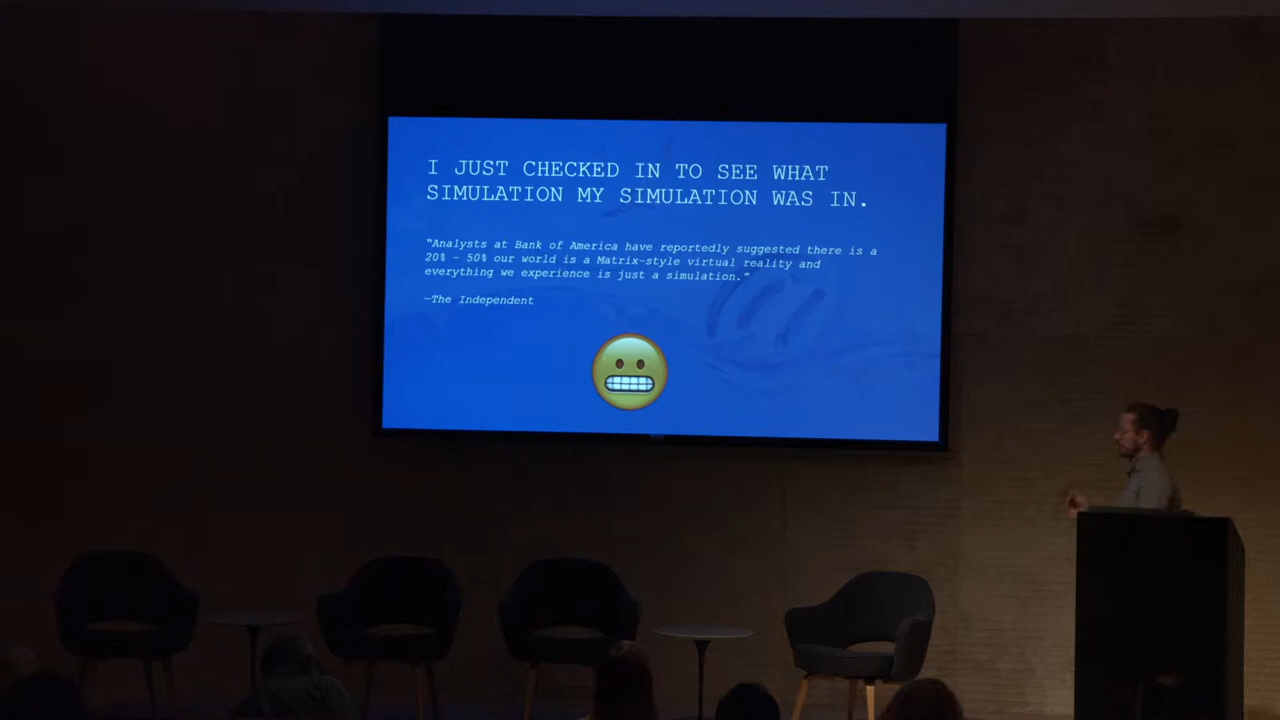 I JUST CHECKED IN TO SEE WHAT
SIMULATION MY SIMULATION WAS IN.
"Analysts at Bank of America have reportedly suggested there is a
20% - 50% our world is a Matrix-style virtual reality and
everything we experience is just a simulation."
—The Independent